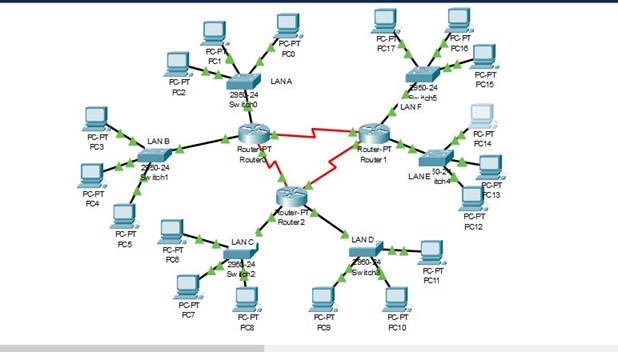 PC-PT
PC17
PC-PT
PC16
PC-PT
PC1
PC-PT
PC0
PC-PT
PC2
LAN A
2950-24
Switch0
PC-PT
PC15
2950-24
Switch5
LAN F
PC-PT
PC3
LAN B
2950-24
Switch1
Router-PT
Router0
Router-PT
Router1
PC-PT
PC14
LAN E
2950-24
Switch4
PC-PT
PC13
PC-PT
PC4
PC-PT
PC5
PC-PT
PC12
Router-PT
Router2
PC-PT
PC6
LAN C
2950-24
Switch2
LAN D
2950-24
Switch3
PC-PT
PC11
PC-PT
PC7
PC-PT
PC8
PC-PT
PC9
PC-PT
PC10